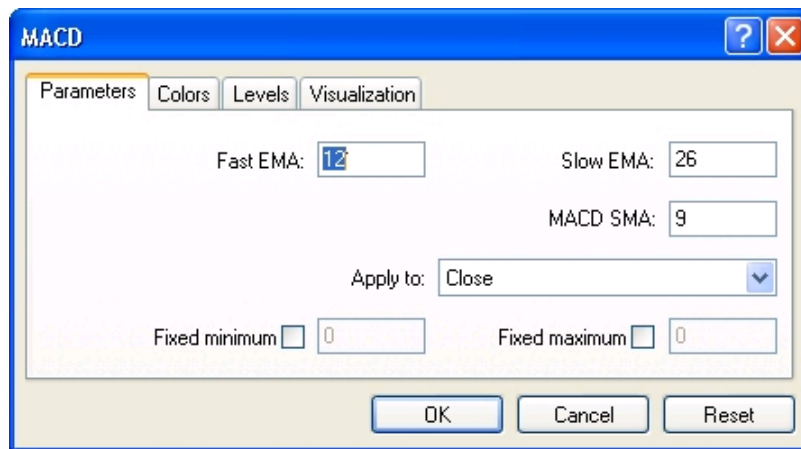 MACD
Parameters Colors Levels Visualization
Fast EMA: 12 Slow EMA: 26
MACD SMA: 9
Apply to: Close
Fixed minimum 0 Fixed maximum 0
OK Cancel Reset